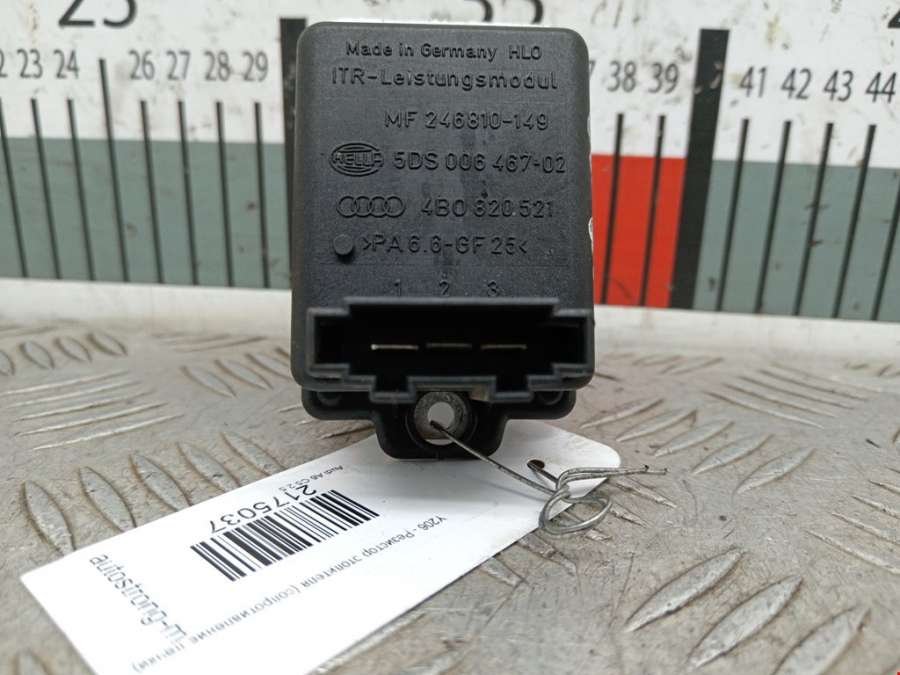 22 23 24 26 27 28 29 37 38 39 41 42 43 44
Made in Germany HLO
ITR-Leistungsmodul
MF 246810-149
HELLA 5DS 006 467-02
4B0 820 521
>PA 6.6-GF 25<
1 2 3
Audi A6 C5 2.5
2175037
Y206 - Резистор отопителя (сопротивление печки)
autostrong-m.